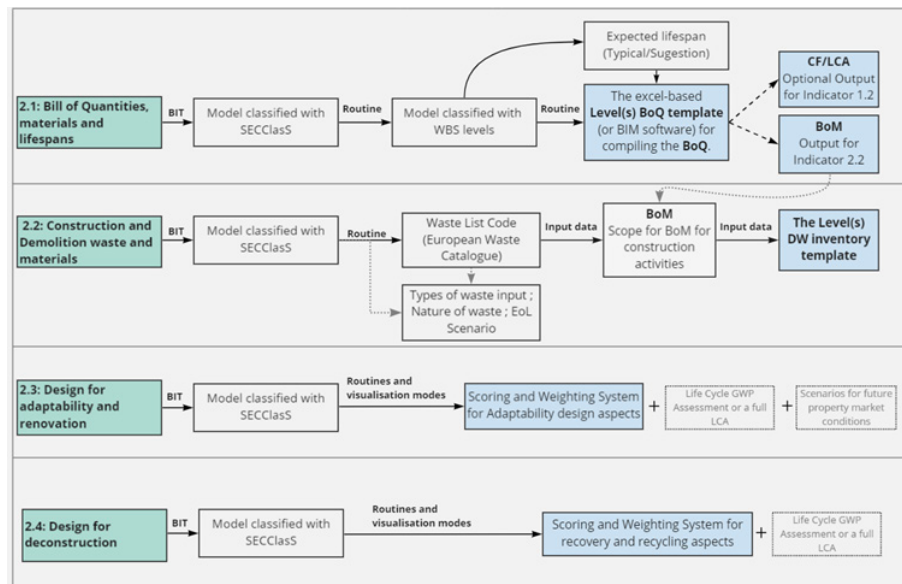 Expected lifespan
(Typical/Sugestion)
CF/LCA
Optional Output
for Indicator 1.2
2.1: Bill of Quantities,
materials and
lifespans
BIT
Model classified with
SECClasS
Routine
Model classified with
WBS levels
Routine
The excel-based
Level(s) BoQ template
(or BIM software) for
compiling the BoQ.
BoM
Output for
Indicator 2.2
2.2: Construction and
Demolition waste and
materials
BIT
Model classified with
SECClasS
Routine
Waste List Code
(European Waste
Catalogue)
Input data
BoM
Scope for BoM for
construction
activities
Input data
The Level(s)
DW inventory
template
Types of waste input ;
Nature of waste ; EoL
Scenario
2.3: Design for
adaptability and
renovation
BIT
Model classified with
SECClasS
Routines and
visualisation modes
Scoring and Weighting System
for Adaptability design aspects
+
Life Cycle GWP
Assessment or a full
LCA
+
Scenarios for future
property market
conditions
2.4: Design for
deconstruction
BIT
Model classified with
SECClasS
Routines and
visualisation modes
Scoring and Weighting System for
recovery and recycling aspects
+
Life Cycle GWP
Assessment or a full
LCA